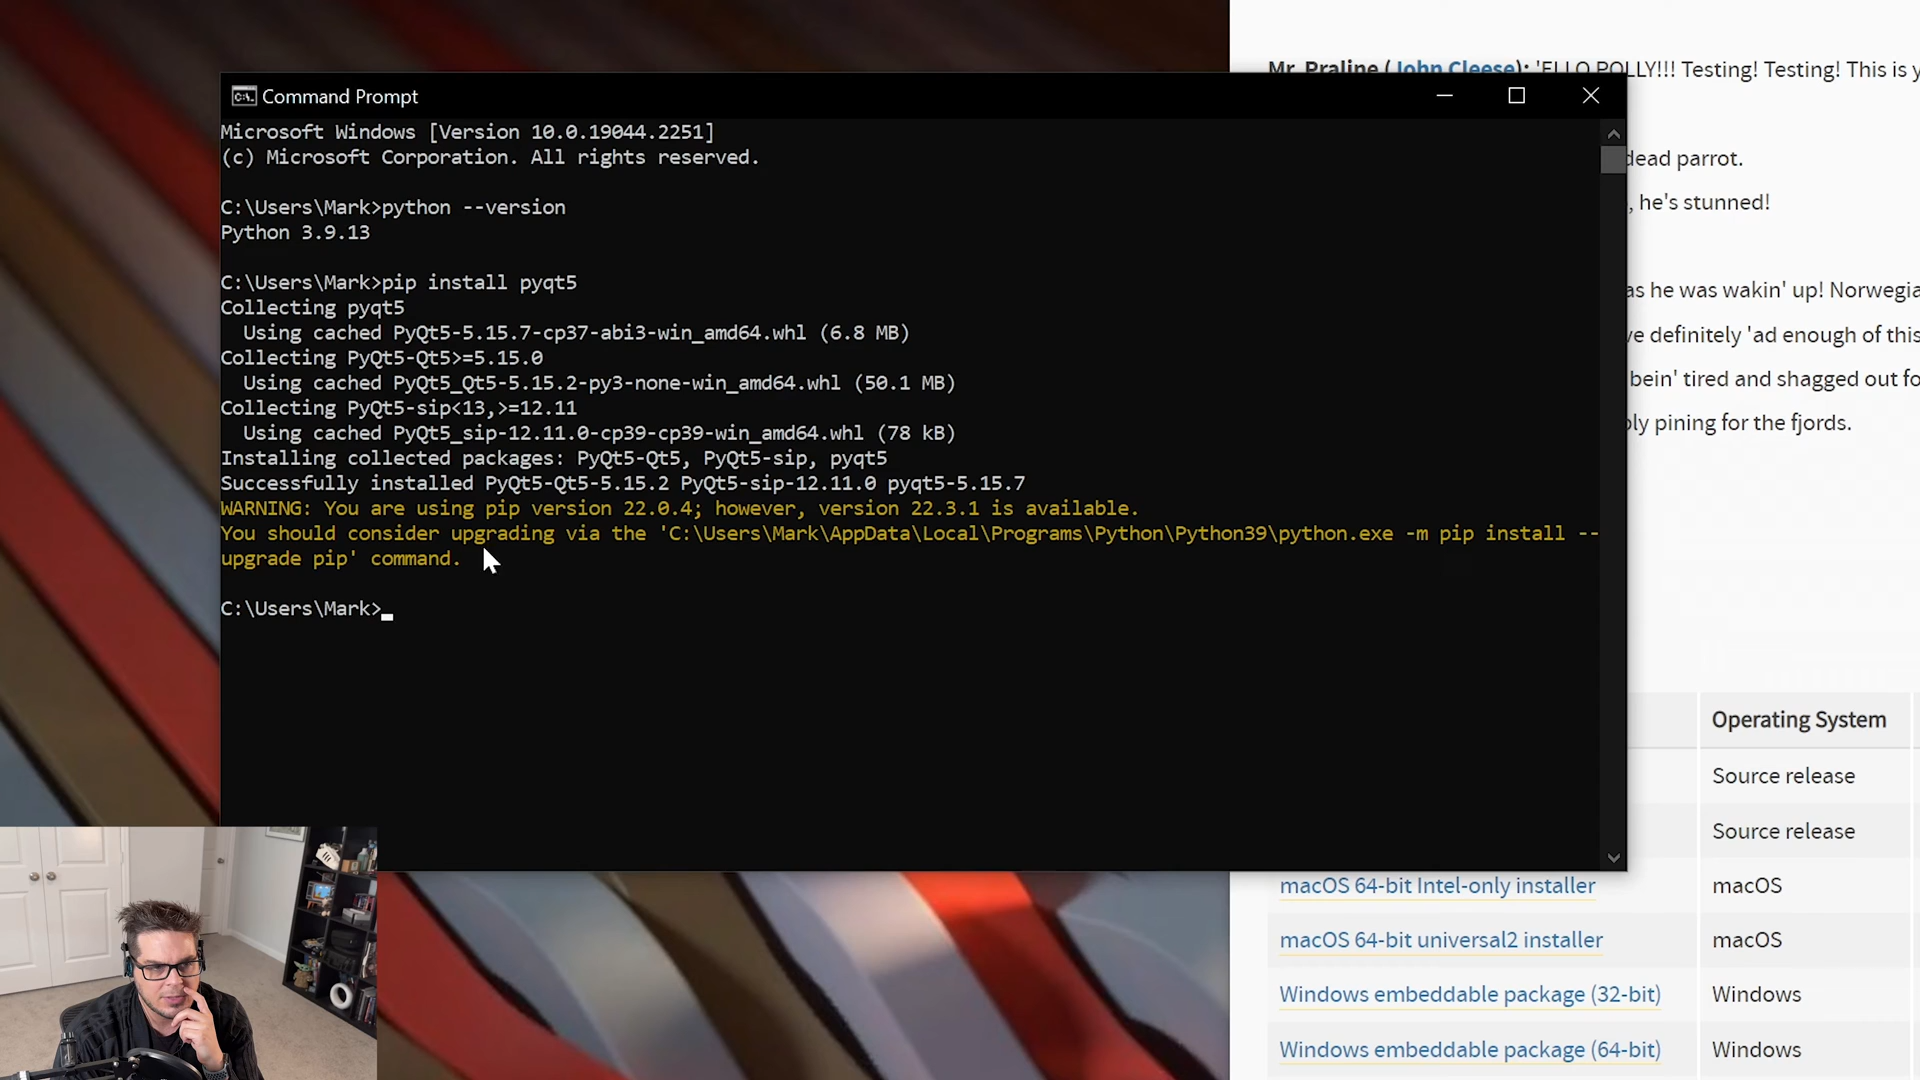 Mr. Praline (John Cleese): 'ELLO POLLY!!! Testing! Testing! This is
Command Prompt
Microsoft Windows [Version 10.0.19044.2251]
(c) Microsoft Corporation. All rights reserved.
dead parrot.
, he's stunned!
C:\Users\Mark>python --version
Python 3.9.13
C:\Users\Mark>pip install pyqt5
as he was wakin' up! Norwegia
Collecting pyqt5
Using cached PyQt5-5.15.7-cp37-abi3-win_amd64.whl (6.8 MB)
ve definitely 'ad enough of this
Collecting PyQt5-Qt5>=5.15.0
Using cached PyQt5_Qt5-5.15.2-py3-none-win_amd64.whl (50.1 MB)
bein' tired and shagged out fo
Collecting PyQt5-sip<13,>=12.11
Using cached PyQt5_sip-12.11.0-cp39-cp39-win_amd64.whl (78 kB)
bly pining for the fjords.
Installing collected packages: PyQt5-Qt5, PyQt5-sip, pyqt5
Successfully installed PyQt5-Qt5-5.15.2 PyQt5-sip-12.11.0 pyqt5-5.15.7
WARNING: You are using pip version 22.0.4; however, version 22.3.1 is available.
You should consider upgrading via the 'C:\Users\Mark\AppData\Local\Programs\Python\Python39\python.exe -m pip install --
upgrade pip' command.
C:\Users\Mark>
Operating System
Source release
Source release
macOS 64-bit Intel-only installer macOS
macOS 64-bit universal2 installer macOS
Windows embeddable package (32-bit) Windows
Windows embeddable package (64-bit) Windows